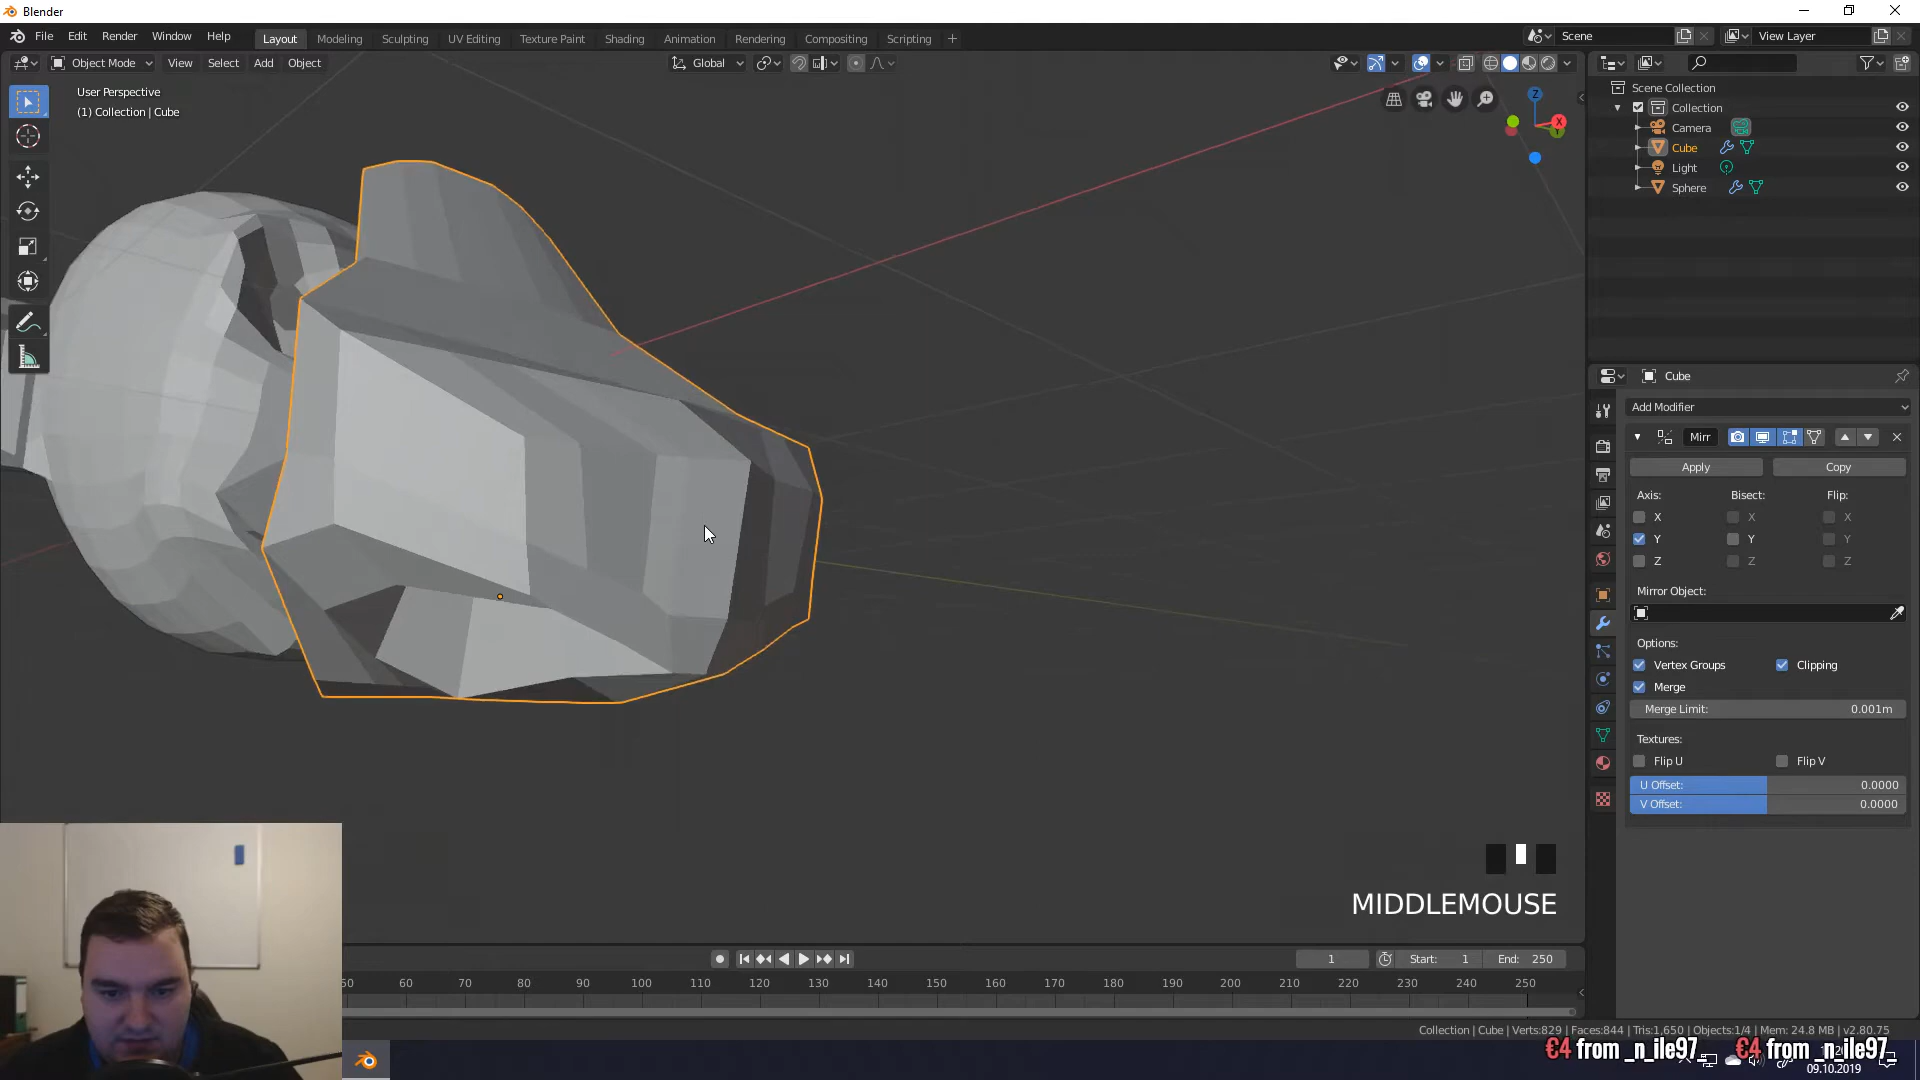 Blender
File Edit Render Window Help
Layout Modeling Sculpting UV Editing Texture Paint Shading Animation Rendering Compositing Scripting +
Scene
View Layer
Object Mode View Select Add Object
Global
User Perspective
(1) Collection | Cube
Z
X
Y
Scene Collection
Collection
Camera
Cube
Light
Sphere
Cube
Add Modifier
Mirr
Apply
Copy
Axis: Bisect: Flip:
X X X
Y Y Y
Z Z Z
Mirror Object:
Options:
Vertex Groups
Clipping
Merge
Merge Limit: 0.001m
Textures:
Flip U
Flip V
U Offset: 0.0000
V Offset: 0.0000
MIDDLEMOUSE
1
Start: 1
End: 250
50 60 70 80 90 100 110 120 130 140 150 160 170 180 190 200 210 220 230 240 250
Collection | Cube | Verts:829 | Faces:844 | Tris:1,650 | Objects:1/4 | Mem: 24.8 MB | v2.80.75
€4 from _n_ile97_ €4 from _n_ile97_
09.10.2019